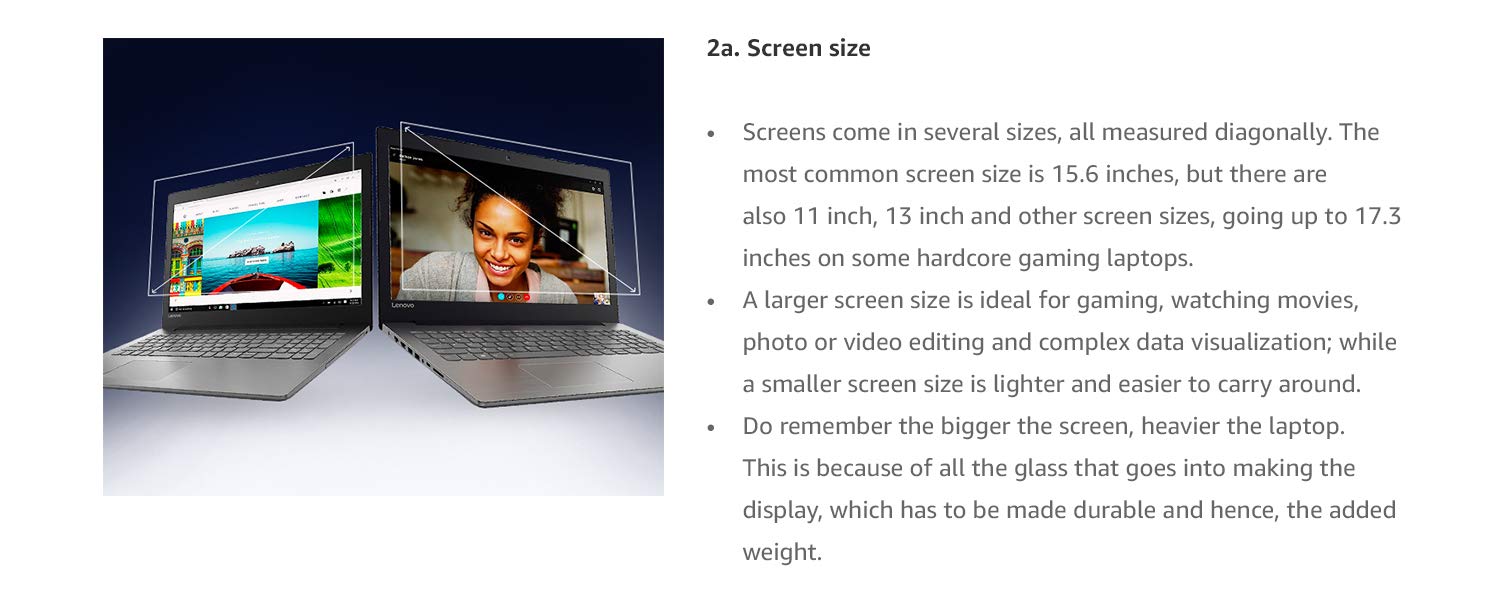 2a. Screen size
• Screens come in several sizes, all measured diagonally. The
most common screen size is 15.6 inches, but there are
also 11 inch, 13 inch and other screen sizes, going up to 17.3
inches on some hardcore gaming laptops.
• A larger screen size is ideal for gaming, watching movies,
photo or video editing and complex data visualization; while
a smaller screen size is lighter and easier to carry around.
• Do remember the bigger the screen, heavier the laptop.
This is because of all the glass that goes into making the
display, which has to be made durable and hence, the added
weight.
Lenovo
Lenovo